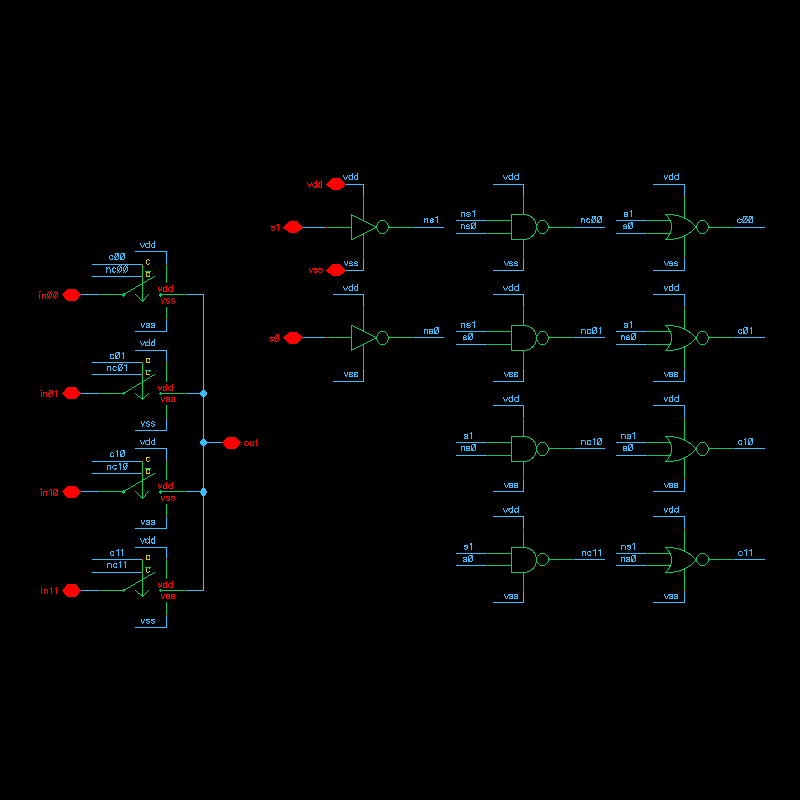 vdd
c00
nc00
C
C
in00
vdd
vss
vss
vdd
c01
nc01
C
C
in01
vdd
vss
vss
out
vdd
c10
nc10
C
C
in10
vdd
vss
vss
vdd
c11
nc11
C
C
in11
vdd
vss
vss
vdd vdd
s1 ns1
vss vss
vdd
s0 ns0
vss
vdd
ns1 nc00
ns0
vss
vdd
ns1 nc01
s0
vss
vdd
s1 nc10
ns0
vss
vdd
s1 nc11
s0
vss
vdd
s1 c00
s0
vss
vdd
s1 c01
ns0
vss
vdd
ns1 c10
s0
vss
vdd
ns1 c11
ns0
vss